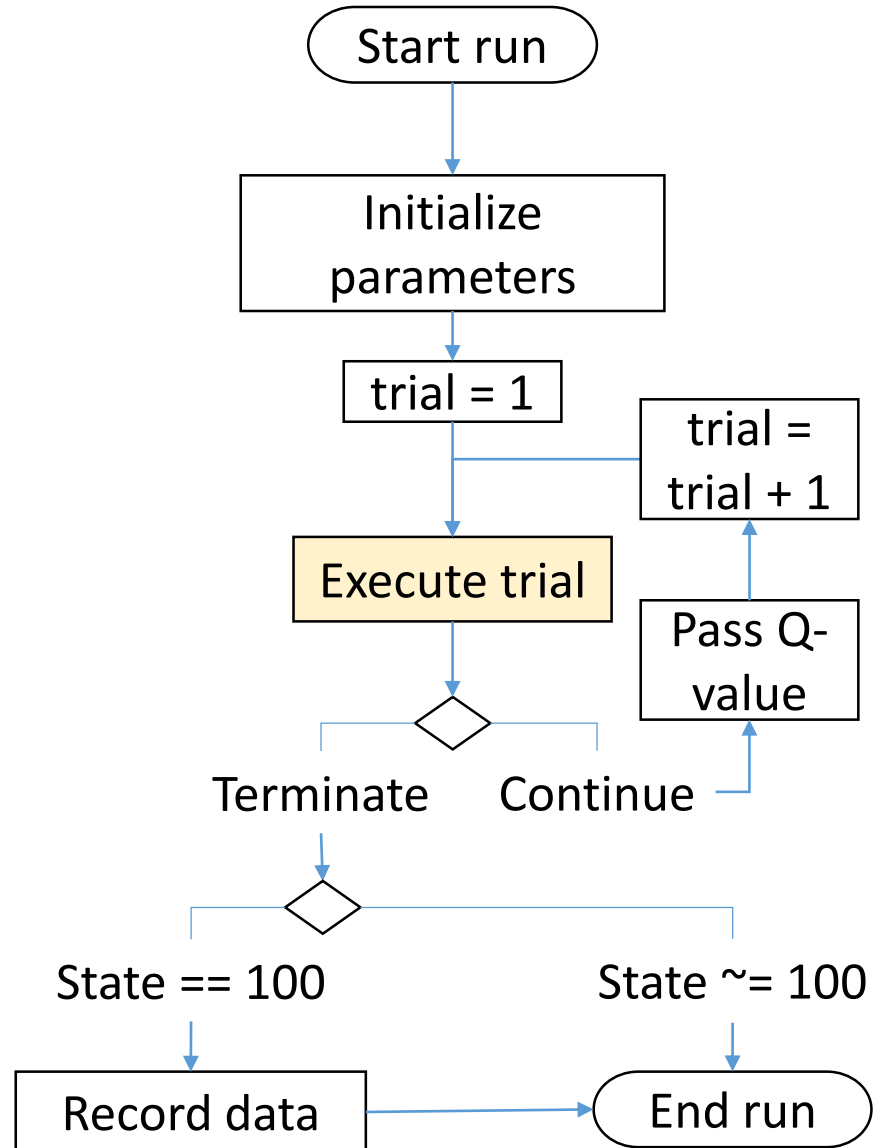 Start run
Initialize
parameters
trial = 1
trial =
trial + 1
Execute trial
Pass Q-
value
Terminate
Continue
State == 100
State ~= 100
Record data
End run